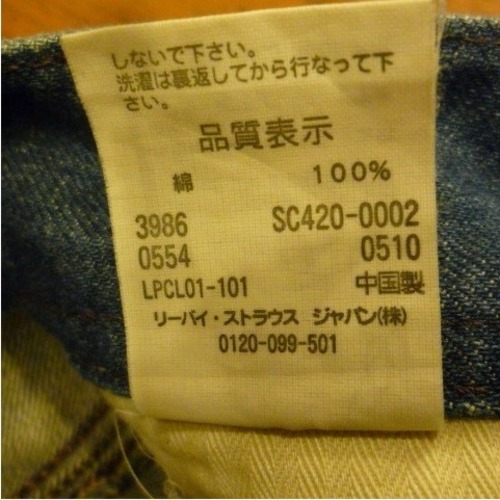 しないで下さい。
洗濯は裏返してから行なって下
さい。
品質表示
綿 100%
3986 SC420-0002
0554 0510
LPCL01-101 中国製
リーバイ・ストラウス ジャパン(株)
0120-099-501